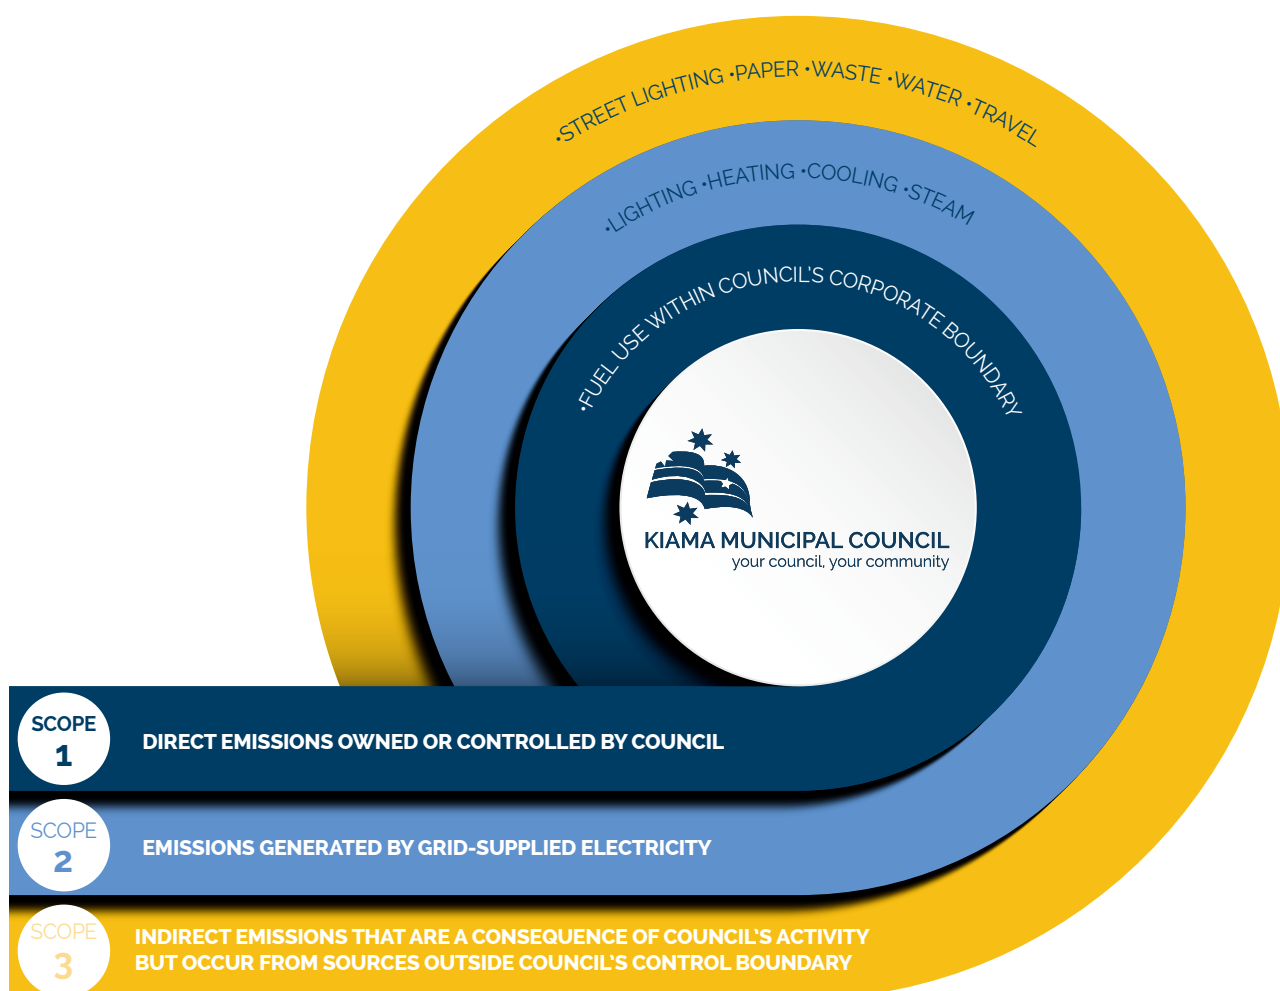 •STREET LIGHTING •PAPER •WASTE •WATER •TRAVEL
•LIGHTING •HEATING •COOLING •STEAM
•FUEL USE WITHIN COUNCIL'S CORPORATE BOUNDARY
KIAMA MUNICIPAL COUNCIL
your council, your community
SCOPE
1
DIRECT EMISSIONS OWNED OR CONTROLLED BY COUNCIL
SCOPE
2
EMISSIONS GENERATED BY GRID-SUPPLIED ELECTRICITY
SCOPE
3
INDIRECT EMISSIONS THAT ARE A CONSEQUENCE OF COUNCIL'S ACTIVITY
BUT OCCUR FROM SOURCES OUTSIDE COUNCIL'S CONTROL BOUNDARY